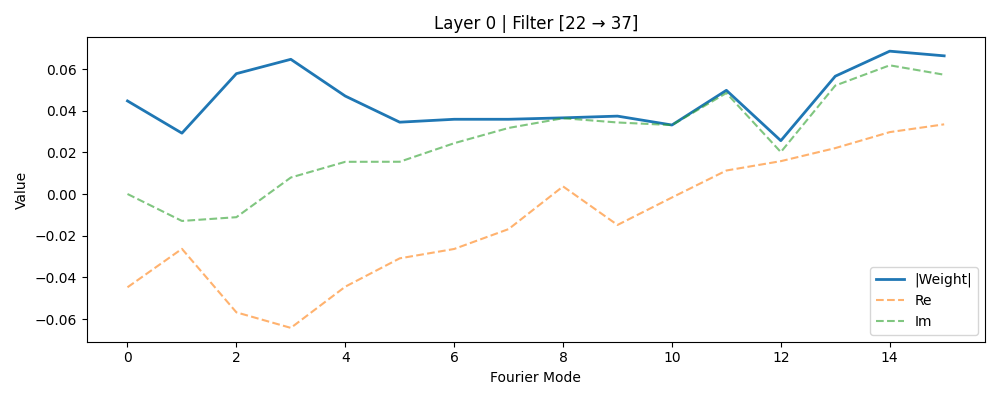 Layer 0 | Filter [22 → 37]
0.06
0.04
0.02
0.00
−0.02
−0.04
−0.06
Value
0 2 4 6 8 10 12 14
Fourier Mode
|Weight|
Re
Im